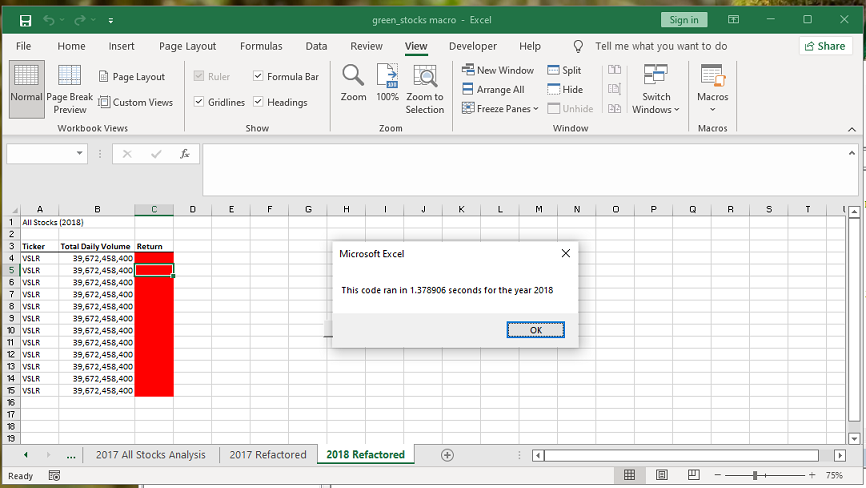 green_stocks macro - Excel
Sign in
File Home Insert Page Layout Formulas Data Review View Developer Help Tell me what you want to do Share
Normal
Page Break Preview
Page Layout
Custom Views
Workbook Views
Ruler
Formula Bar
Gridlines
Headings
Show
Zoom
100%
Zoom to Selection
Zoom
New Window
Arrange All
Freeze Panes
Split
Hide
Unhide
Switch Windows
Window
Macros
Macros
fx
A B C D E F G H I J K L M N O P Q R S T
1 All Stocks (2018)
2
3 Ticker Total Daily Volume Return
4 VSLR 39,672,458,400
5 VSLR 39,672,458,400
6 VSLR 39,672,458,400
7 VSLR 39,672,458,400
8 VSLR 39,672,458,400
9 VSLR 39,672,458,400
10 VSLR 39,672,458,400
11 VSLR 39,672,458,400
12 VSLR 39,672,458,400
13 VSLR 39,672,458,400
14 VSLR 39,672,458,400
15 VSLR 39,672,458,400
16
17
18
19
Microsoft Excel
This code ran in 1.378906 seconds for the year 2018
OK
... 2017 All Stocks Analysis 2017 Refactored 2018 Refactored
Ready
75%